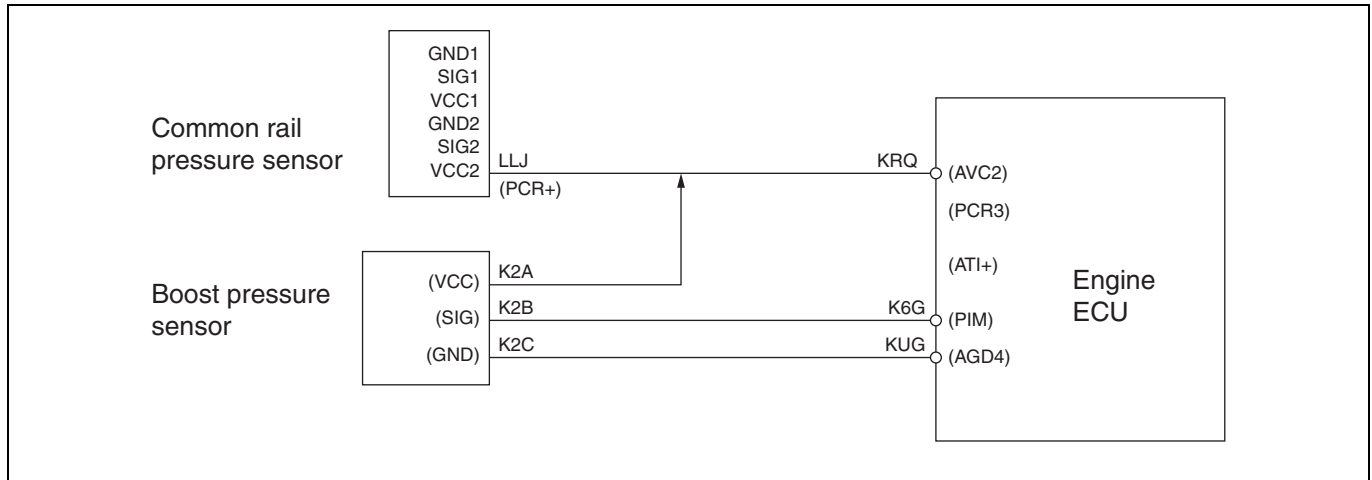 GND1
SIG1
VCC1
GND2
SIG2
VCC2
Common rail
pressure sensor
LLJ
(PCR+)
KRQ
(AVC2)
(PCR3)
(ATI+)
Engine
ECU
Boost pressure
sensor
(VCC)
K2A
(SIG)
K2B
K6G
(PIM)
(GND)
K2C
KUG
(AGD4)